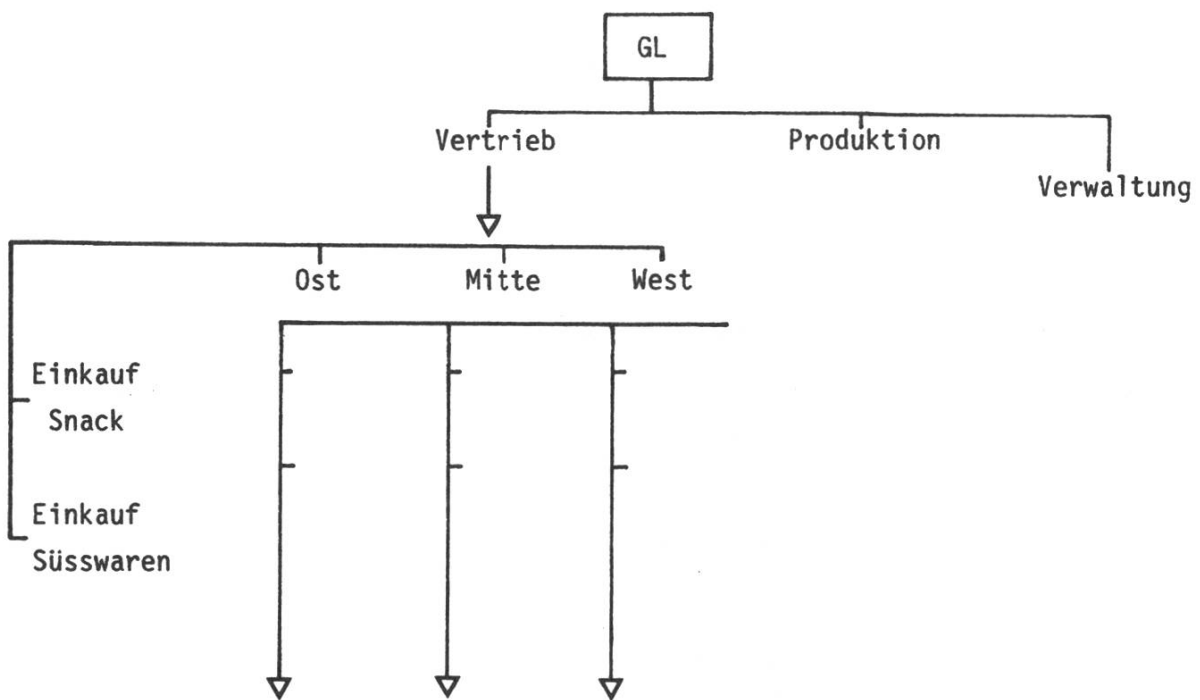 GL
Vertrieb
Produktion
Verwaltung
Ost
Mitte
West
Einkauf
Snack
Einkauf
Süsswaren